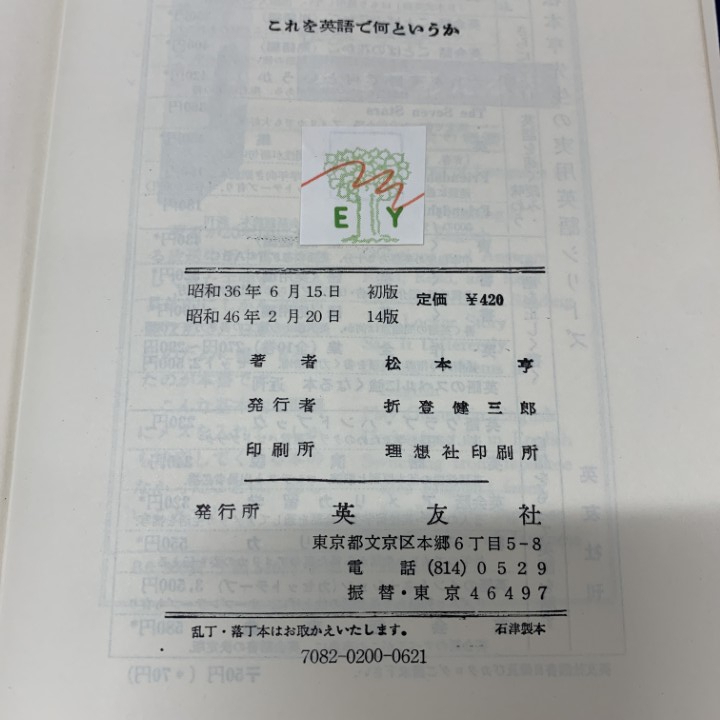 これを英語で何というか
E Y
昭和36年 6月15日 初版 定価 ¥420
昭和46年 2月20日 14版
著者 松本亨
発行者 折登健三郎
印刷所 理想社印刷所
発行所 英友社
東京都文京区本郷6丁目5-8
電話 (814) 0529
振替・東京 46497
乱丁・落丁本はお取かえいたします。 石津製本
7082-0200-0621